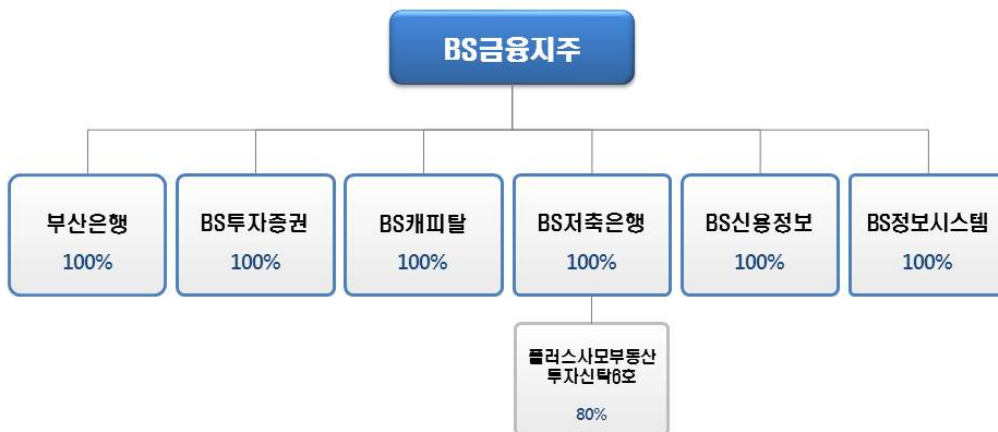 BS금융지주
부산은행
100%
BS투자증권
100%
BS캐피탈
100%
BS저축은행
100%
BS신용정보
100%
BS정보시스템
100%
플러스사모부동산
투자신탁6호
80%